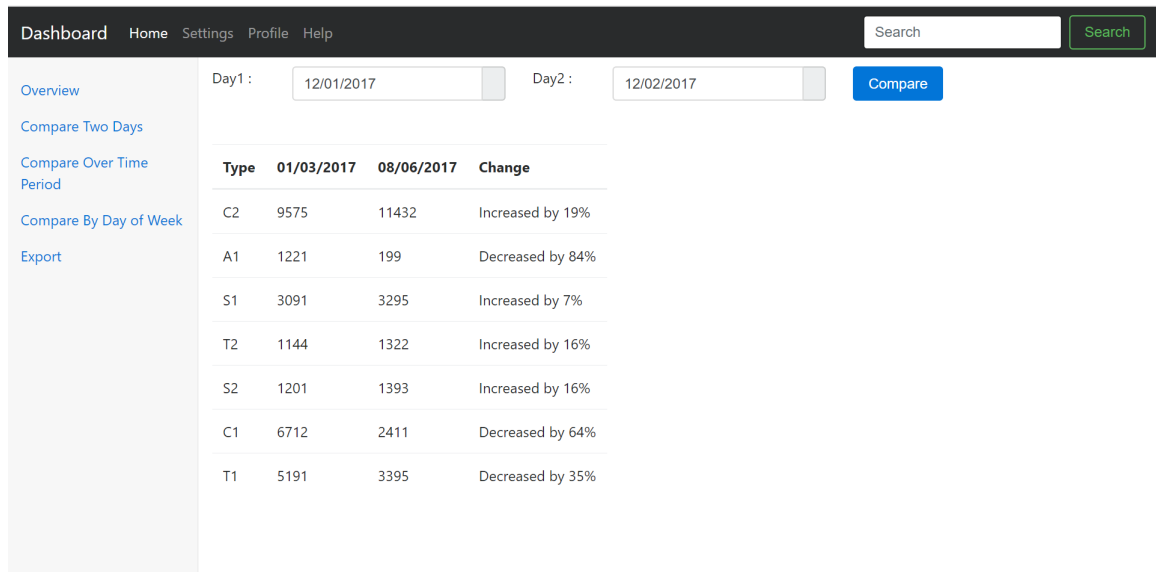 Dashboard Home Settings Profile Help Search Search
Overview
Compare Two Days
Compare Over Time
Period
Compare By Day of Week
Export
Day1 : 12/01/2017 Day2 : 12/02/2017 Compare
Type 01/03/2017 08/06/2017 Change
C2 9575 11432 Increased by 19%
A1 1221 199 Decreased by 84%
S1 3091 3295 Increased by 7%
T2 1144 1322 Increased by 16%
S2 1201 1393 Increased by 16%
C1 6712 2411 Decreased by 64%
T1 5191 3395 Decreased by 35%